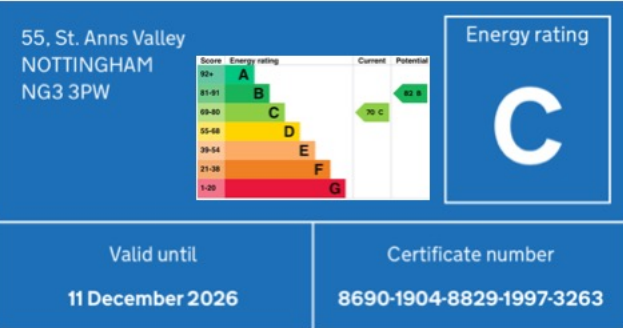 55, St. Anns Valley
NOTTINGHAM
NG3 3PW
Energy rating
C
Score Energy rating Current Potential
92+ A
81-91 B 82 B
69-80 C 70 C
55-68 D
39-54 E
21-38 F
1-20 G
Valid until
11 December 2026
Certificate number
8690-1904-8829-1997-3263